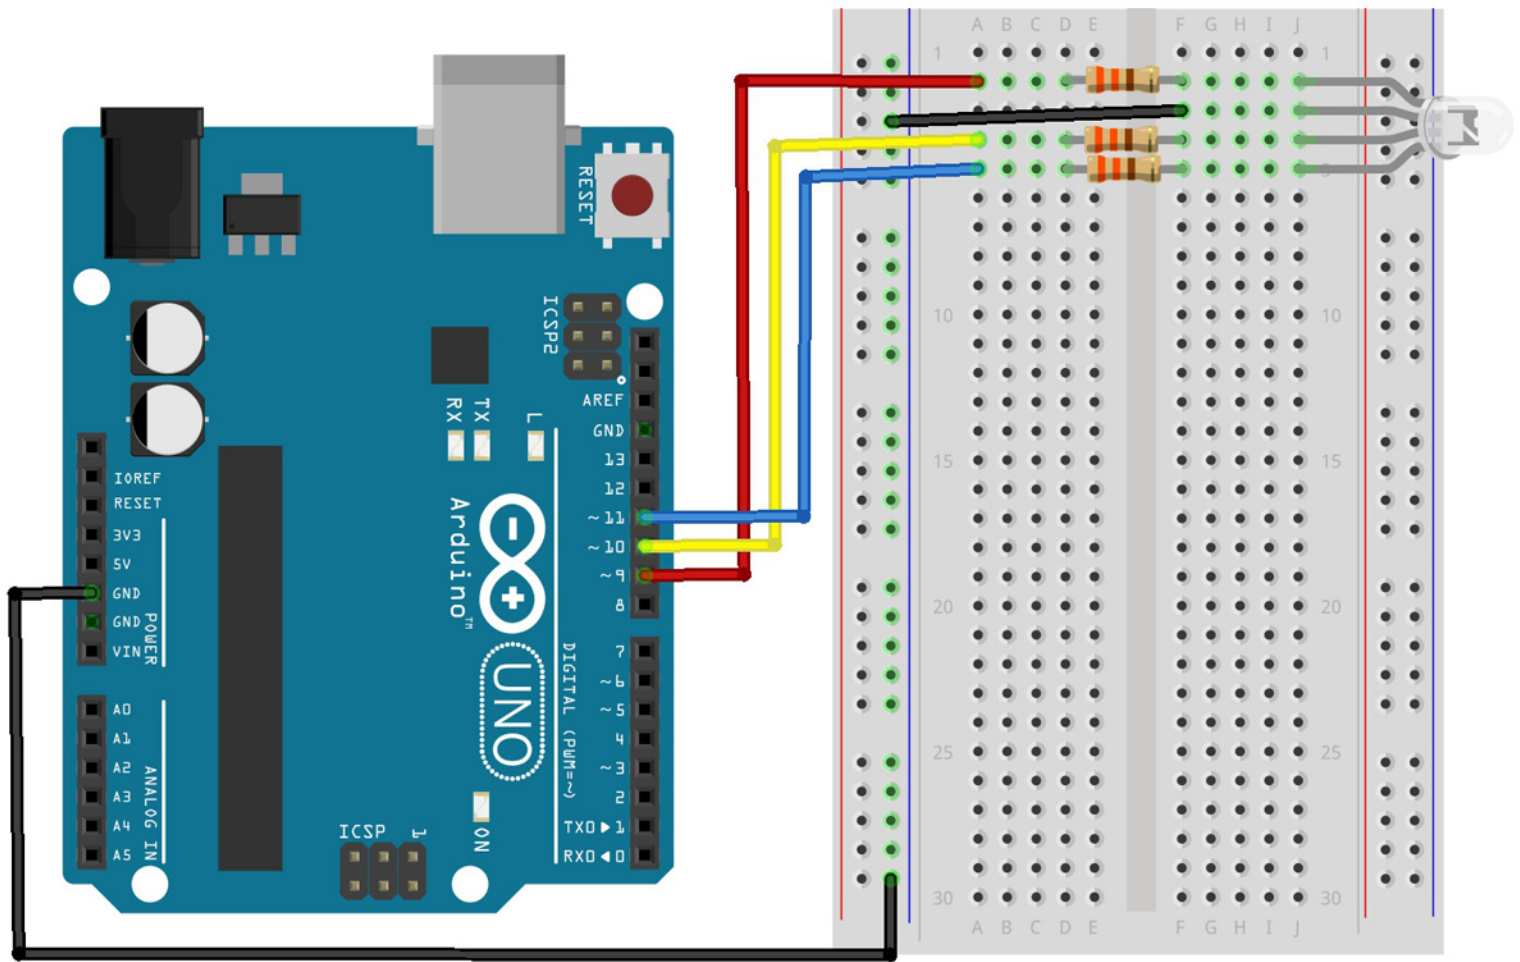 A B C D E F G H I J
1 1
RESET
ICSP2
10 10
AREF
GND
RX TX L
13
15 15
IOREF
12
RESET
~11
3V3
~10
5V
Arduino™
~9
GND
8
20 20
GND
POWER
VIN
7
~6
UNO
DIGITAL (PWM=~)
A0
~5
A1
4
25 25
A2
~3
A3
ANALOG IN
2
A4
ICSP 1
ON
TX0▶1
A5
RX0◀0
30 30
A B C D E F G H I J